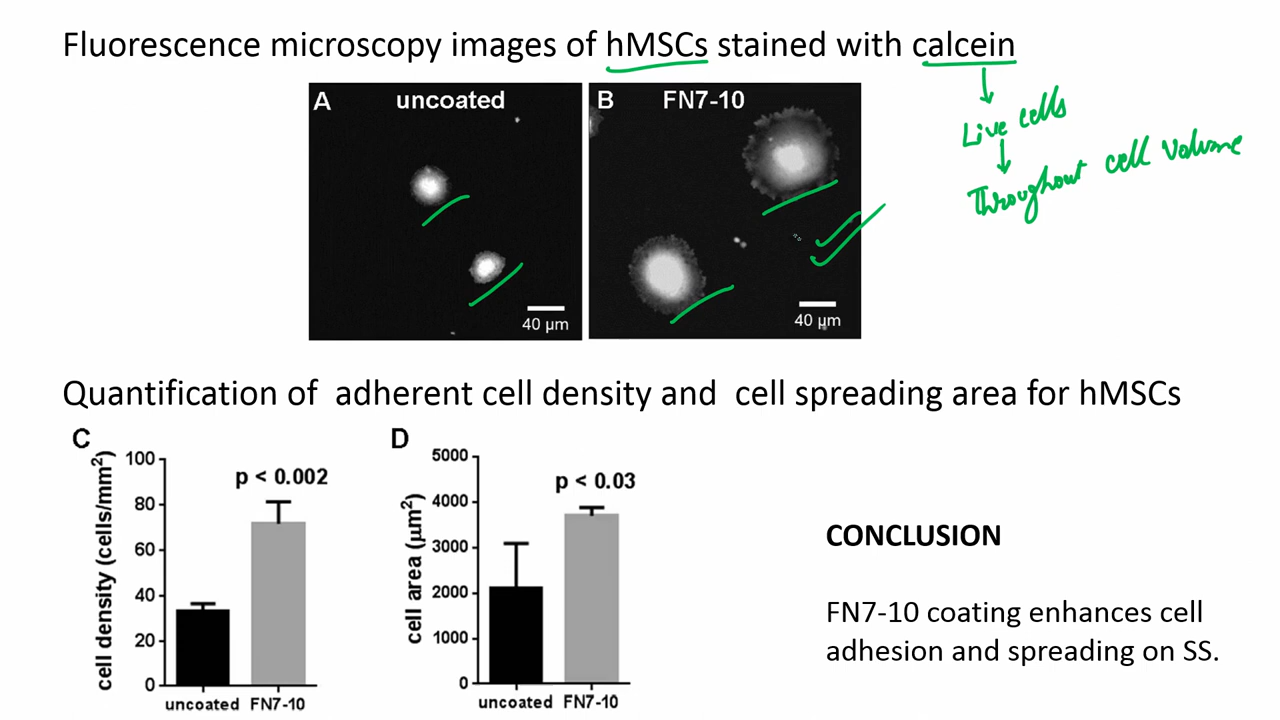 Fluorescence microscopy images of hMSCs stained with calcein
Live cells
Throughout cell volume
A
uncoated
40 µm
B
FN7-10
40 µm
Quantification of adherent cell density and cell spreading area for hMSCs
C
cell density (cells/mm²)
100
80
60
40
20
0
p < 0.002
uncoated
FN7-10
D
cell area (µm²)
5000
4000
3000
2000
1000
0
p < 0.03
uncoated
FN7-10
CONCLUSION
FN7-10 coating enhances cell
adhesion and spreading on SS.